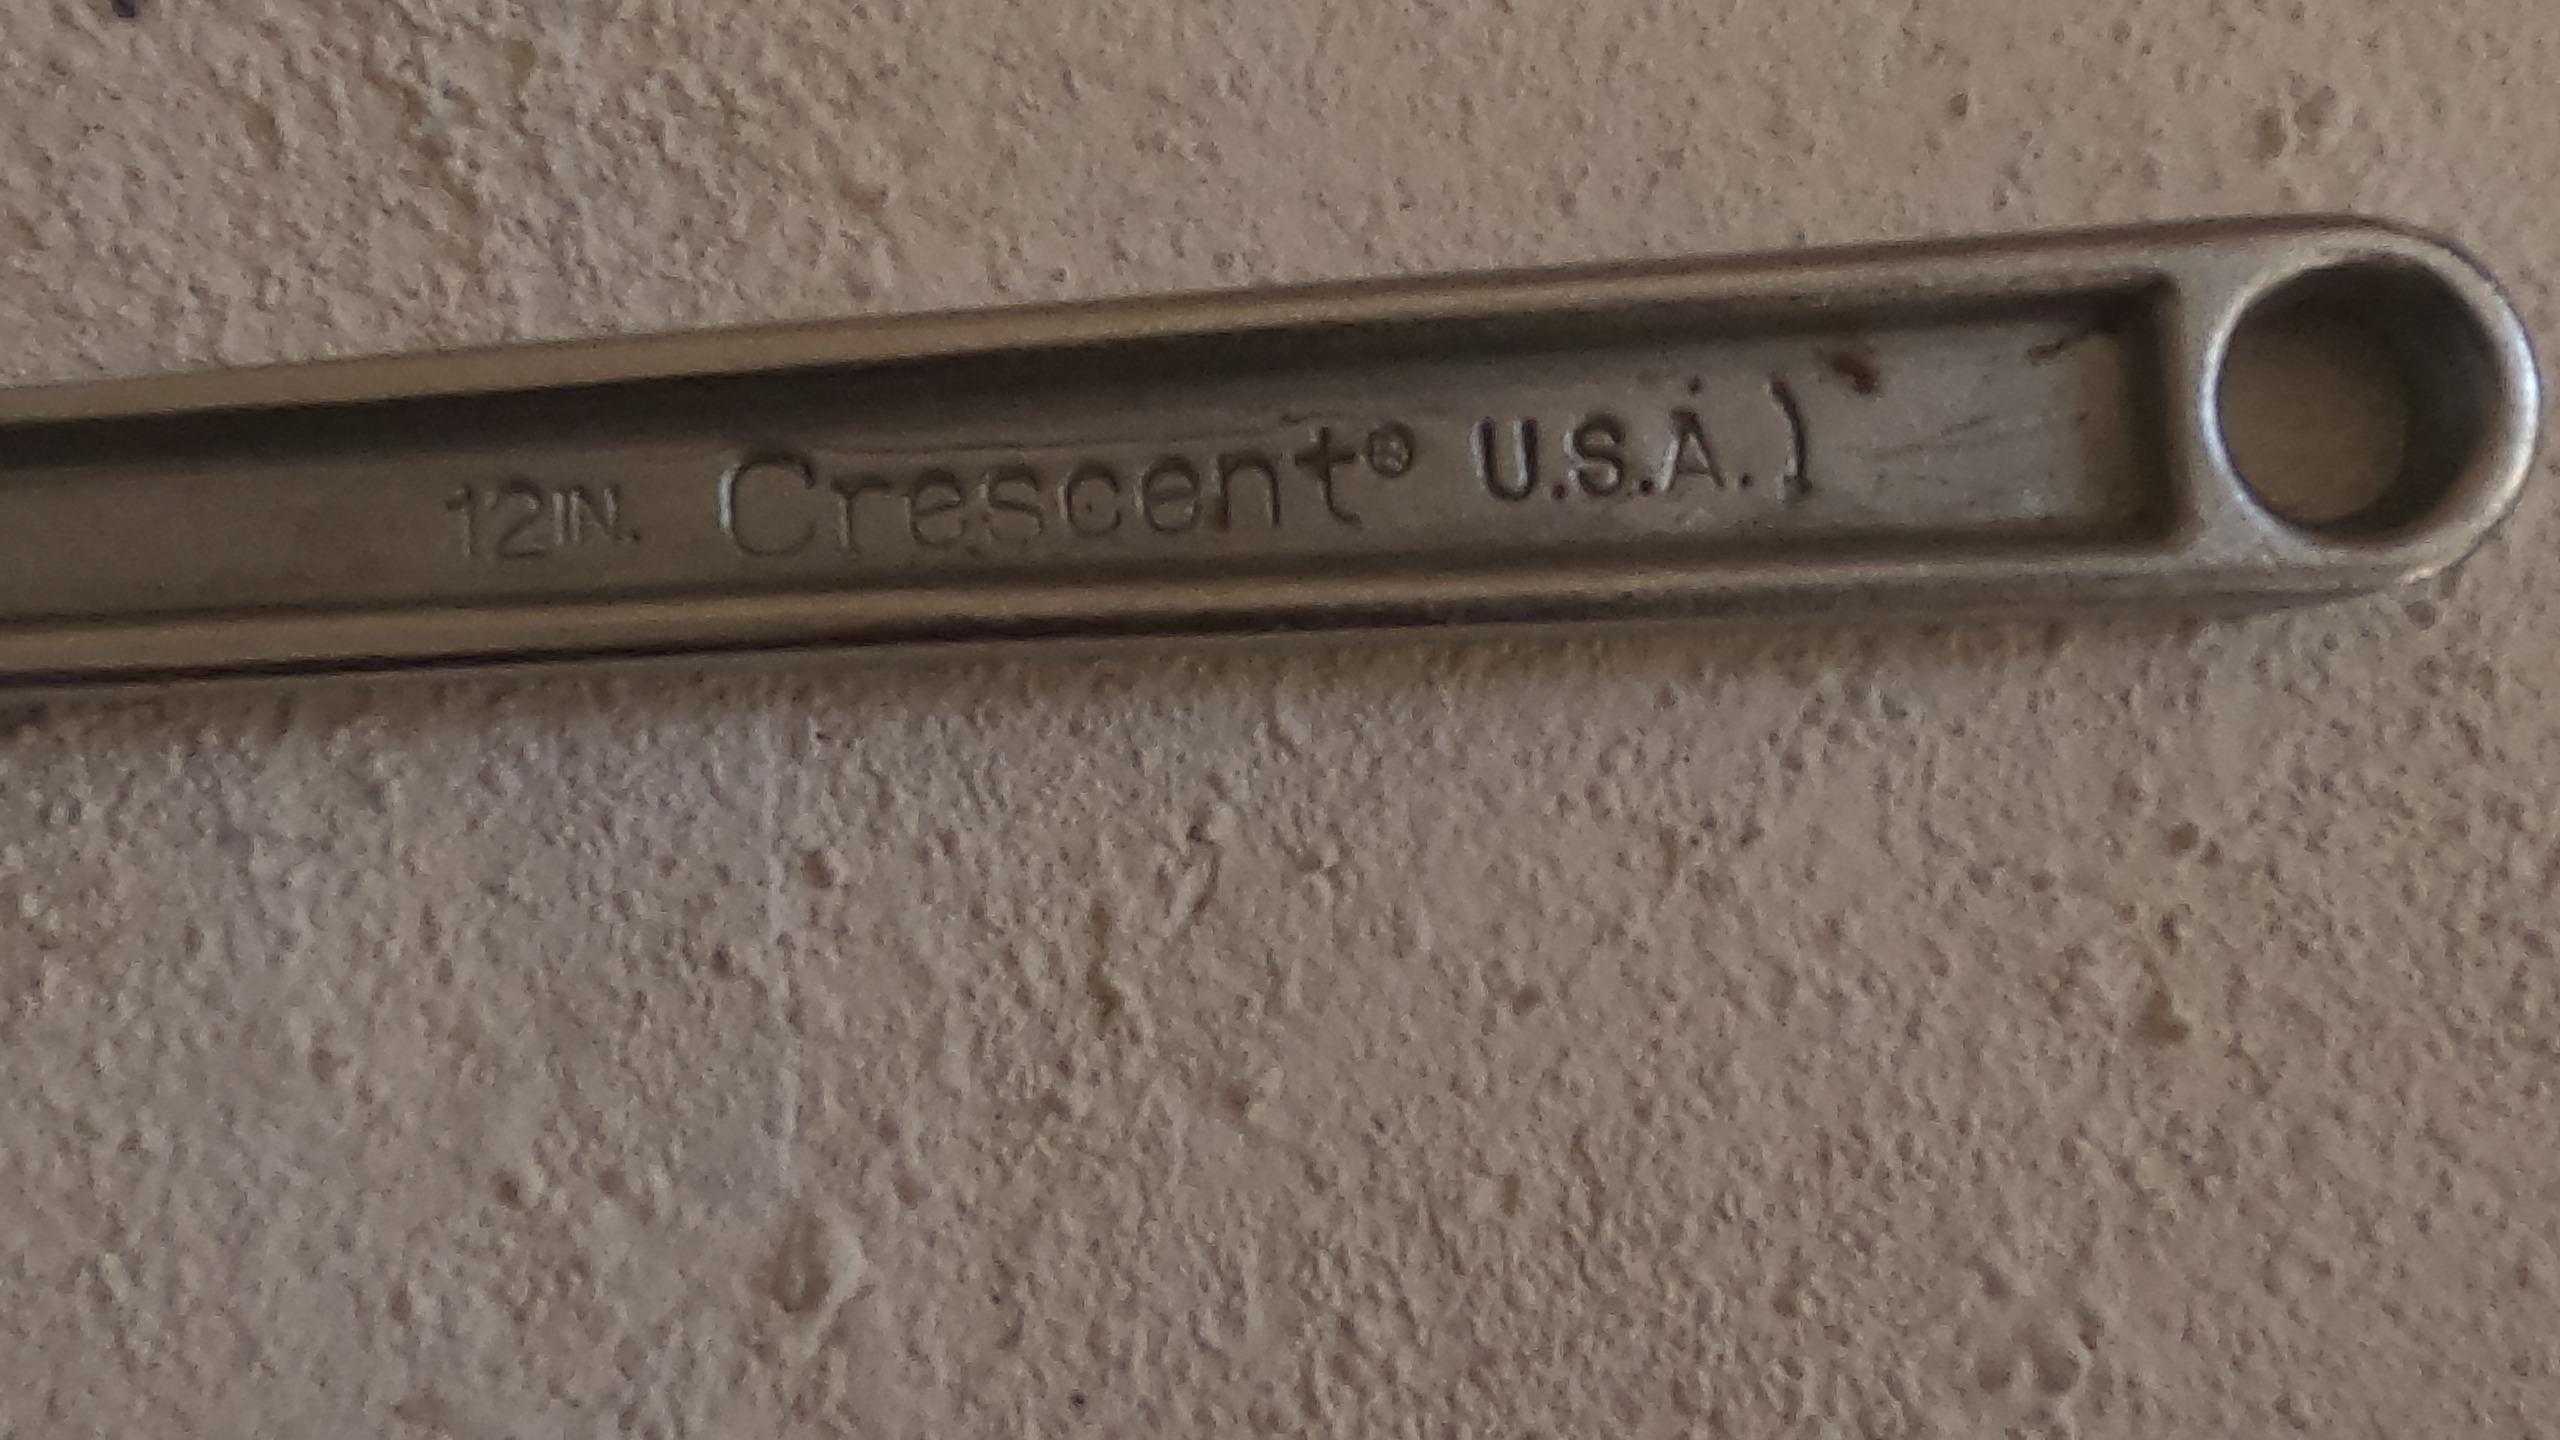 12IN. Crescent® U.S.A. )